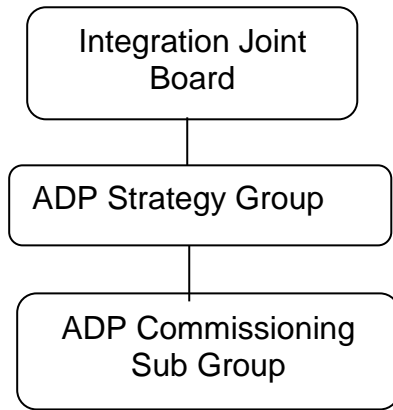 Integration Joint
Board
ADP Strategy Group
ADP Commissioning
Sub Group